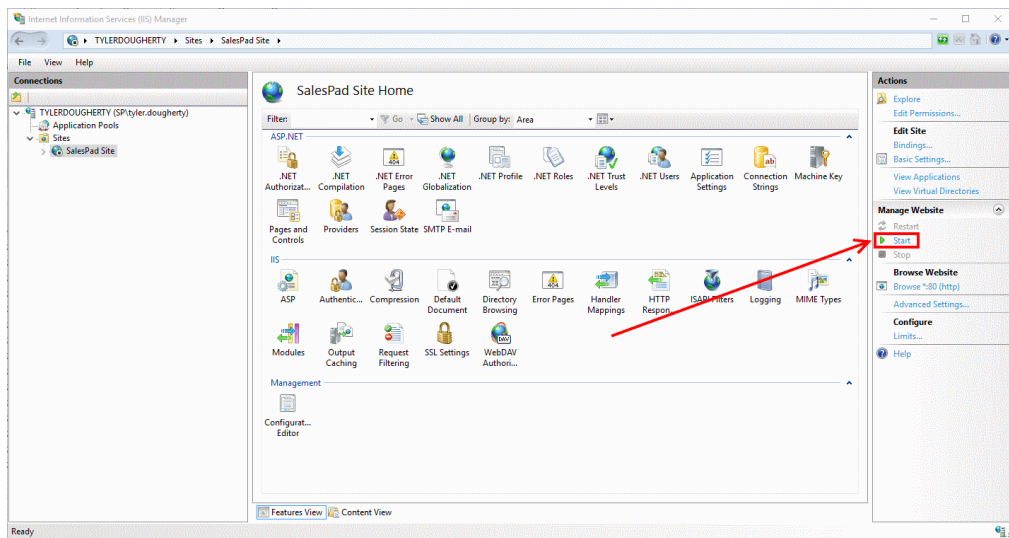 Internet Information Services (IIS) Manager
TYLERDOUGHERTY Sites SalesPad Site
File View Help
Connections
TYLERDOUGHERTY (SP\tyler.dougherty)
Application Pools
Sites
SalesPad Site
SalesPad Site Home
Filter: Go Show All Group by: Area
ASP.NET
.NET Authorizat...
.NET Compilation
.NET Error Pages
.NET Globalization
.NET Profile
.NET Roles
.NET Trust Levels
.NET Users
Application Settings
Connection Strings
Machine Key
Pages and Controls
Providers
Session State
SMTP E-mail
IIS
ASP
Authentic...
Compression
Default Document
Directory Browsing
Error Pages
Handler Mappings
HTTP Respon...
ISAPI Filters
Logging
MIME Types
Modules
Output Caching
Request Filtering
SSL Settings
WebDAV Authori...
Management
Configurat... Editor
Features View Content View
Ready
Actions
Explore
Edit Permissions...
Edit Site
Bindings...
Basic Settings...
View Applications
View Virtual Directories
Manage Website
Restart
Start
Stop
Browse Website
Browse *:80 (http)
Advanced Settings...
Configure
Limits...
Help